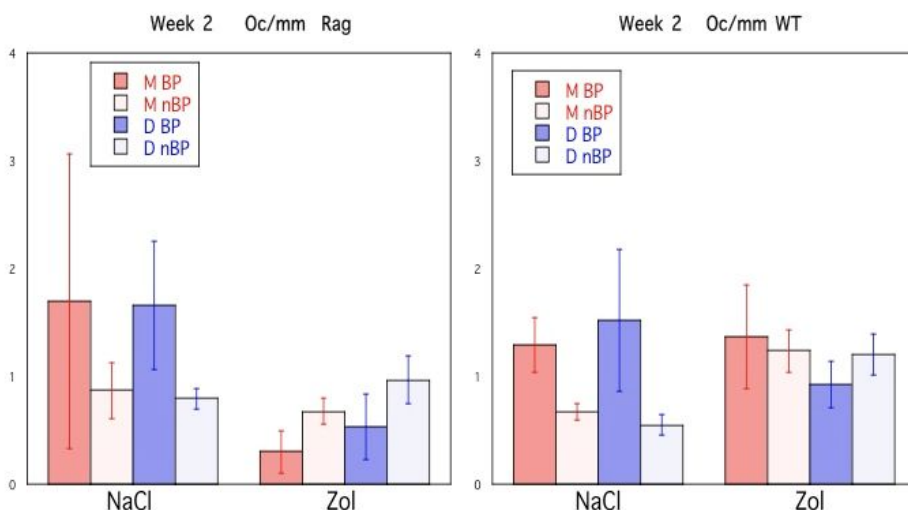 Week 2 Oc/mm Rag
4
3
2
1
0
M BP
M nBP
D BP
D nBP
NaCl Zol
Week 2 Oc/mm WT
4
3
2
1
0
M BP
M nBP
D BP
D nBP
NaCl Zol